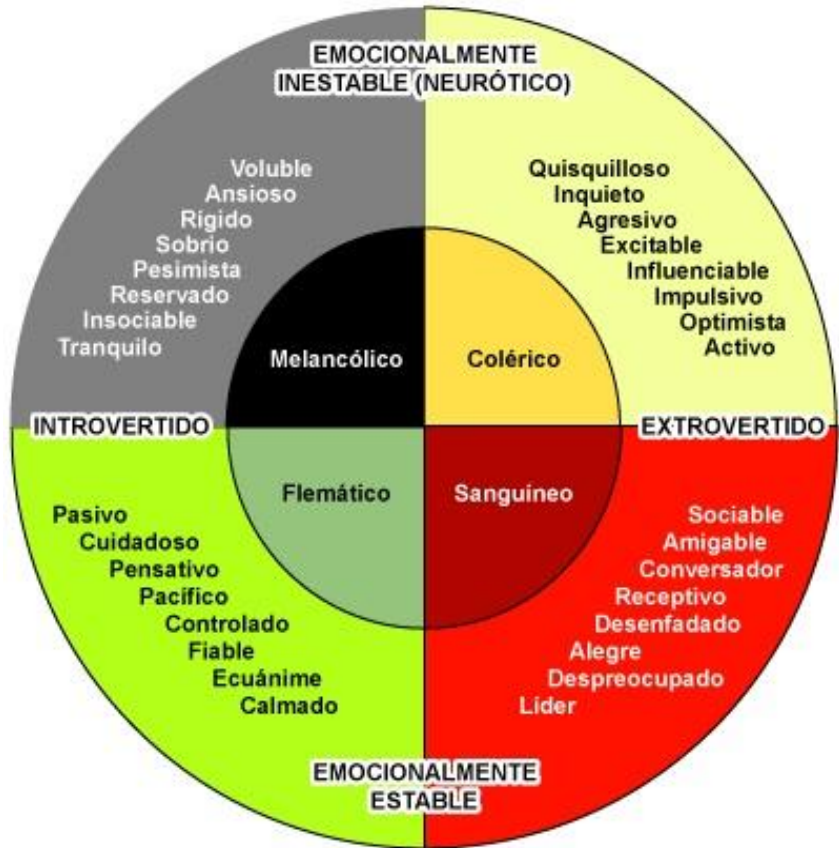 EMOCIONALMENTE
INESTABLE (NEURÓTICO)
Voluble
Ansioso
Rígido
Sobrio
Pesimista
Reservado
Insociable
Tranquilo
Melancólico
Quisquilloso
Inquieto
Agresivo
Excitable
Influenciable
Impulsivo
Optimista
Activo
Colérico
INTROVERTIDO
EXTROVERTIDO
Flemático
Pasivo
Cuidadoso
Pensativo
Pacífico
Controlado
Fiable
Ecuánime
Calmado
Sanguíneo
Sociable
Amigable
Conversador
Receptivo
Desenfadado
Alegre
Despreocupado
Líder
EMOCIONALMENTE
ESTABLE